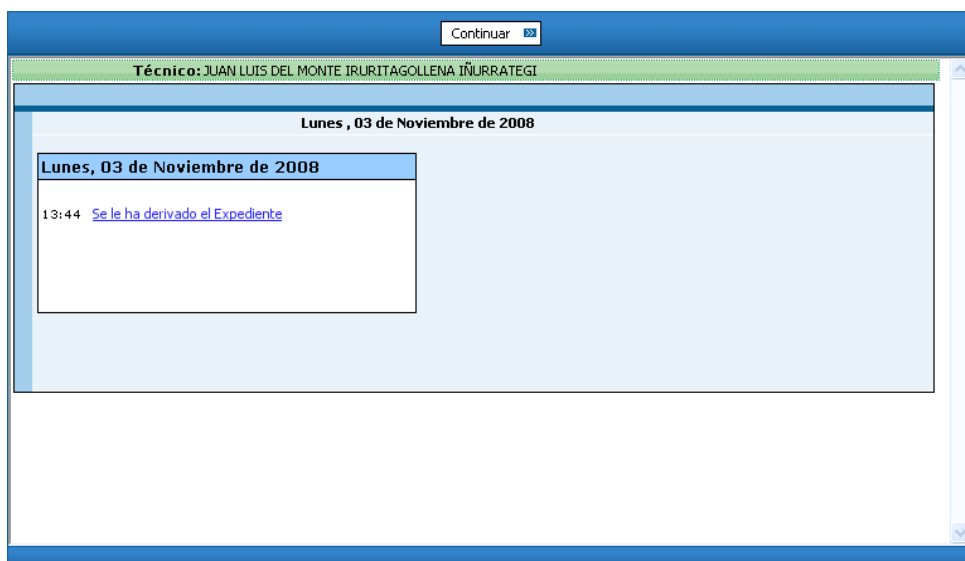 Continuar
Técnico: JUAN LUIS DEL MONTE IRURITAGOLLENA IÑURRATEGI
Lunes , 03 de Noviembre de 2008
Lunes, 03 de Noviembre de 2008
13:44 Se le ha derivado el Expediente